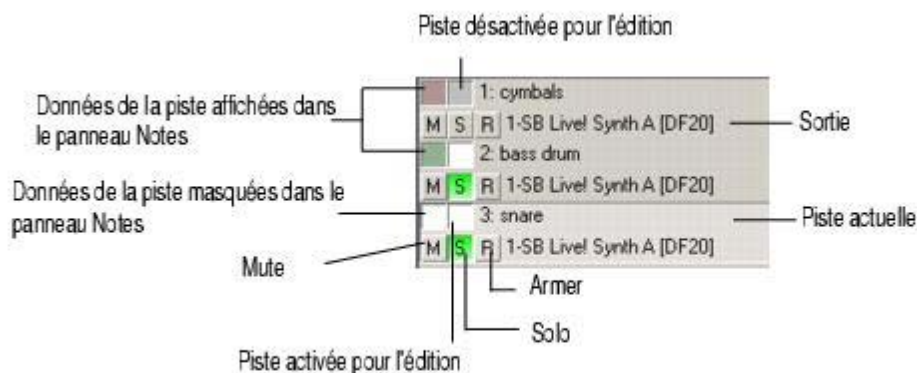 Piste désactivée pour l'édition
1: cymbals
Données de la piste affichées dans
le panneau Notes
M S R 1-SB Live! Synth A [DF20]
Sortie
2: bass drum
M S R 1-SB Live! Synth A [DF20]
Données de la piste masquées dans le
panneau Notes
3: snare
Piste actuelle
M S R 1-SB Live! Synth A [DF20]
Mute
Armer
Solo
Piste activée pour l'édition